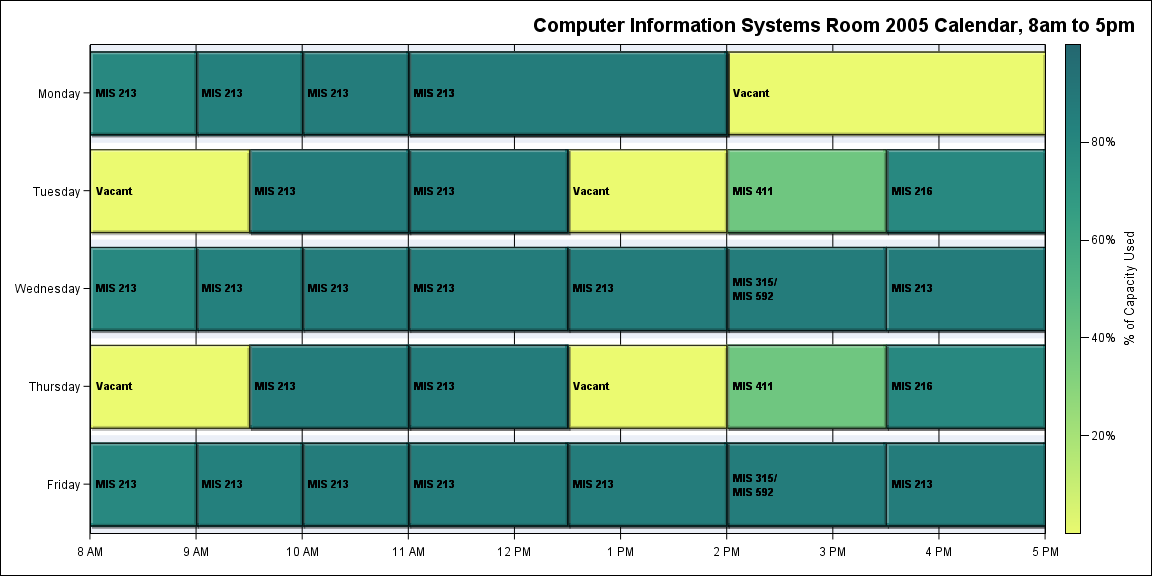 Computer Information Systems Room 2005 Calendar, 8am to 5pm
Monday
MIS 213
MIS 213
MIS 213
MIS 213
Vacant
Tuesday
Vacant
MIS 213
MIS 213
Vacant
MIS 411
MIS 216
Wednesday
MIS 213
MIS 213
MIS 213
MIS 213
MIS 213
MIS 315/
MIS 592
MIS 213
Thursday
Vacant
MIS 213
MIS 213
Vacant
MIS 411
MIS 216
Friday
MIS 213
MIS 213
MIS 213
MIS 213
MIS 213
MIS 315/
MIS 592
MIS 213
8 AM
9 AM
10 AM
11 AM
12 PM
1 PM
2 PM
3 PM
4 PM
5 PM
80%
60%
40%
20%
% of Capacity Used